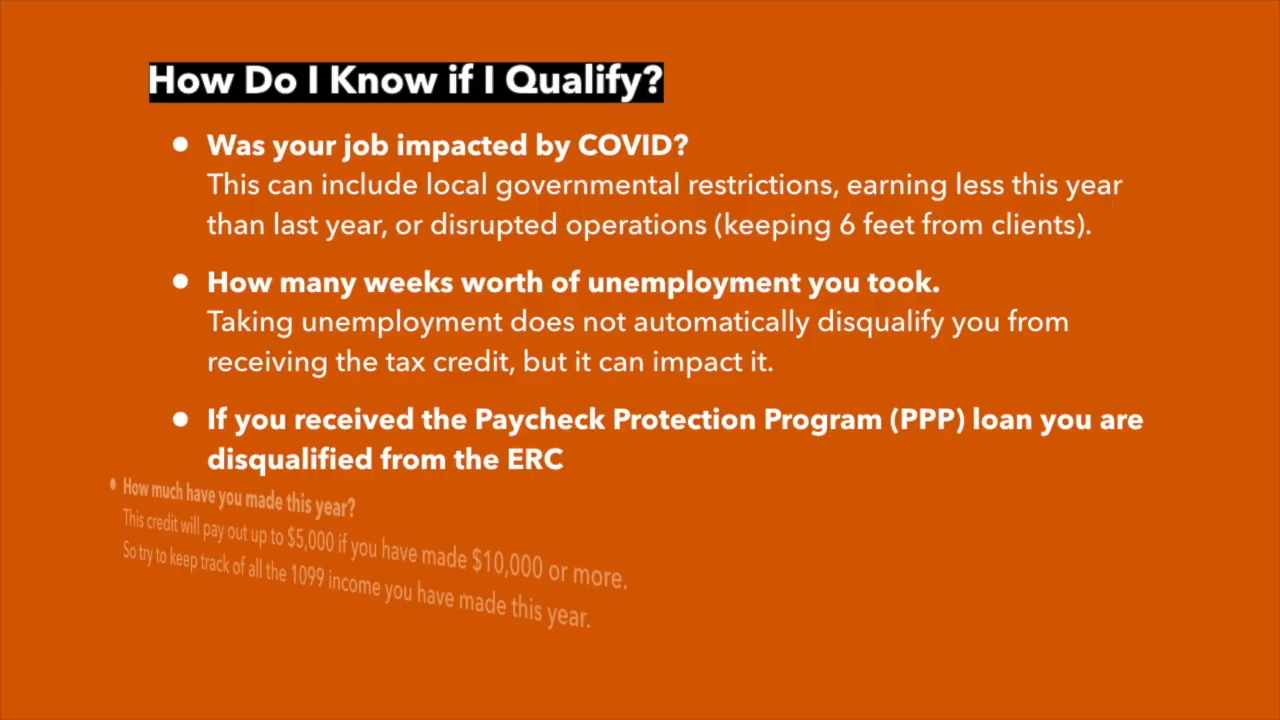 How Do I Know if I Qualify?
• Was your job impacted by COVID?
This can include local governmental restrictions, earning less this year
than last year, or disrupted operations (keeping 6 feet from clients).
• How many weeks worth of unemployment you took.
Taking unemployment does not automatically disqualify you from
receiving the tax credit, but it can impact it.
• If you received the Paycheck Protection Program (PPP) loan you are
disqualified from the ERC
• How much have you made this year?
This credit will pay out up to $5,000 if you have made $10,000 or more.
So try to keep track of all the 1099 income you have made this year.